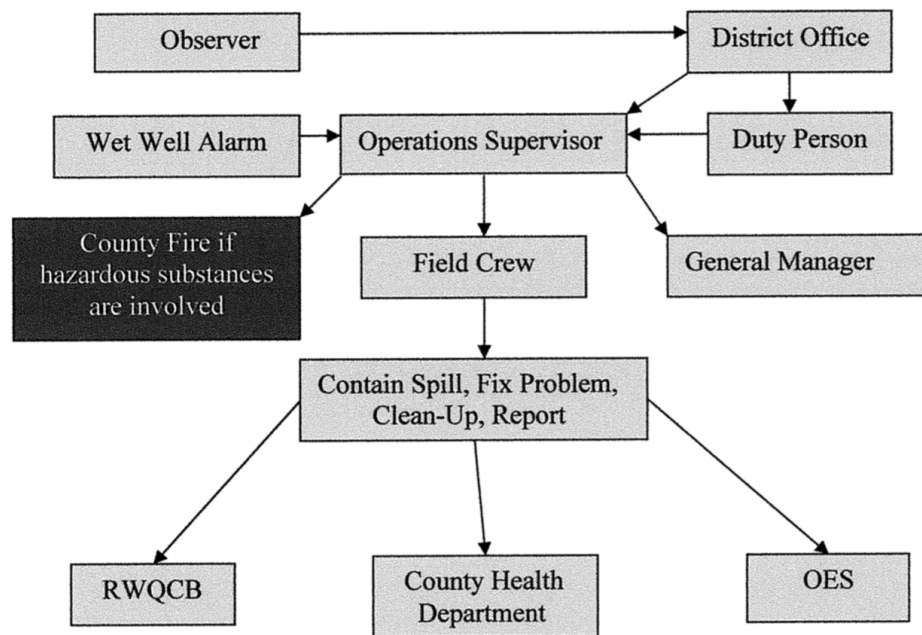 Observer
District Office
Wet Well Alarm
Operations Supervisor
Duty Person
County Fire if
hazardous substances
are involved
Field Crew
General Manager
Contain Spill, Fix Problem,
Clean-Up, Report
RWQCB
County Health
Department
OES